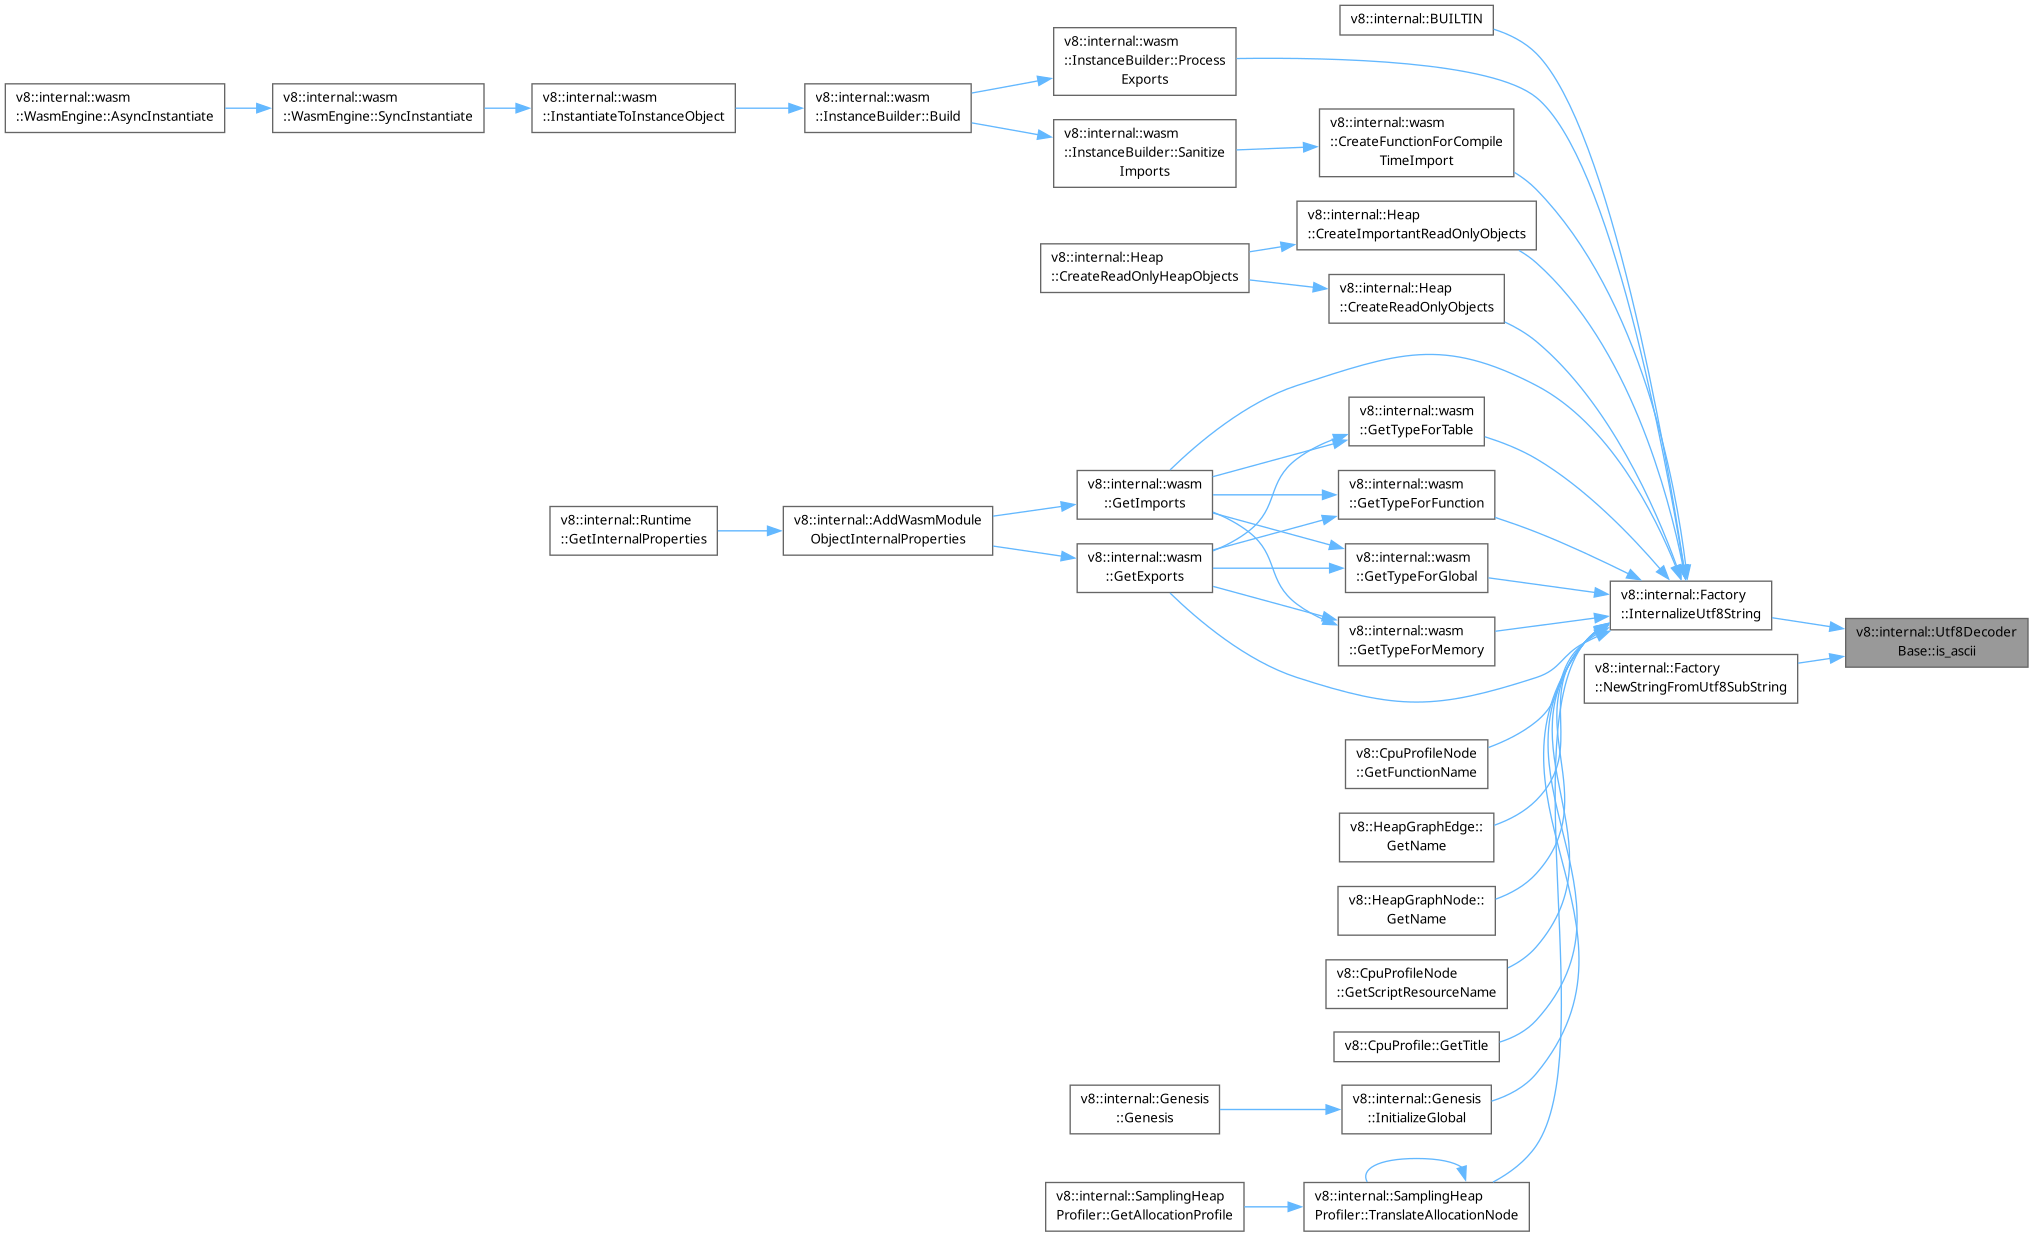 v8::internal::BUILTIN
v8::internal::wasm
::InstanceBuilder::Process
Exports
v8::internal::wasm
::WasmEngine::AsyncInstantiate
v8::internal::wasm
::WasmEngine::SyncInstantiate
v8::internal::wasm
::InstantiateToInstanceObject
v8::internal::wasm
::InstanceBuilder::Build
v8::internal::wasm
::InstanceBuilder::Sanitize
Imports
v8::internal::wasm
::CreateFunctionForCompile
TimeImport
v8::internal::Heap
::CreateImportantReadOnlyObjects
v8::internal::Heap
::CreateReadOnlyHeapObjects
v8::internal::Heap
::CreateReadOnlyObjects
v8::internal::wasm
::GetTypeForTable
v8::internal::wasm
::GetImports
v8::internal::wasm
::GetTypeForFunction
v8::internal::Runtime
::GetInternalProperties
v8::internal::AddWasmModule
ObjectInternalProperties
v8::internal::wasm
::GetExports
v8::internal::wasm
::GetTypeForGlobal
v8::internal::Factory
::InternalizeUtf8String
v8::internal::wasm
::GetTypeForMemory
v8::internal::Utf8Decoder
Base::is_ascii
v8::internal::Factory
::NewStringFromUtf8SubString
v8::CpuProfileNode
::GetFunctionName
v8::HeapGraphEdge::
GetName
v8::HeapGraphNode::
GetName
v8::CpuProfileNode
::GetScriptResourceName
v8::CpuProfile::GetTitle
v8::internal::Genesis
::Genesis
v8::internal::Genesis
::InitializeGlobal
v8::internal::SamplingHeap
Profiler::GetAllocationProfile
v8::internal::SamplingHeap
Profiler::TranslateAllocationNode